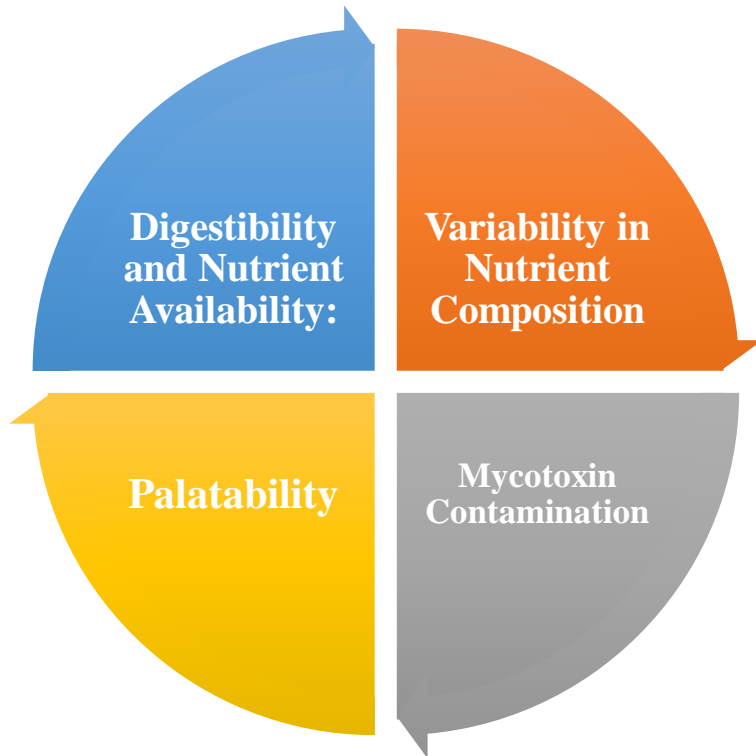 Digestibility
and Nutrient
Availability:
Variability in
Nutrient
Composition
Palatability
Mycotoxin
Contamination